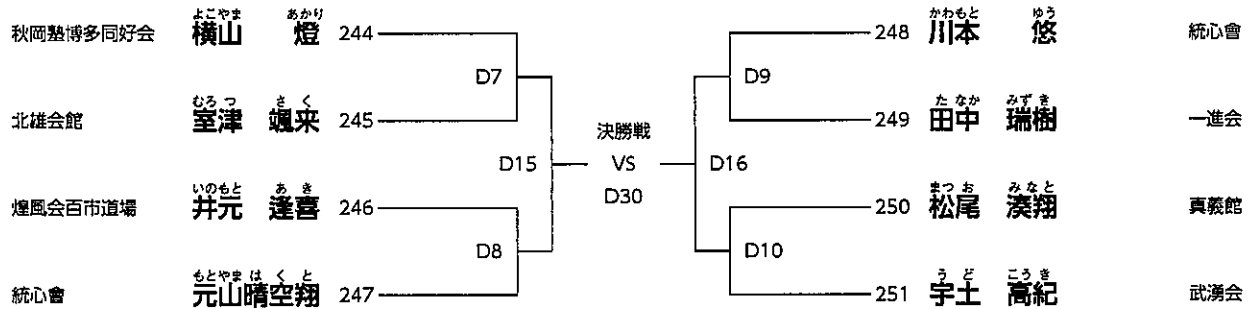 よこやま あかり
秋岡塾博多同好会 横山 燈 244
D7
むろつ さく
北雄会館 室津 颯来 245
D15
いのもと あき
煌風会百市道場 井元 逢喜 246
D8
もとやま はくと
統心會 元山晴空翔 247
決勝戦
VS
D30
かわもと ゆう
248 川本 悠 統心會
D9
たなか みずき
249 田中 瑞樹 一進会
D16
まつお みなと
250 松尾 湊翔 真義館
D10
うど こうき
251 宇土 高紀 武湧会